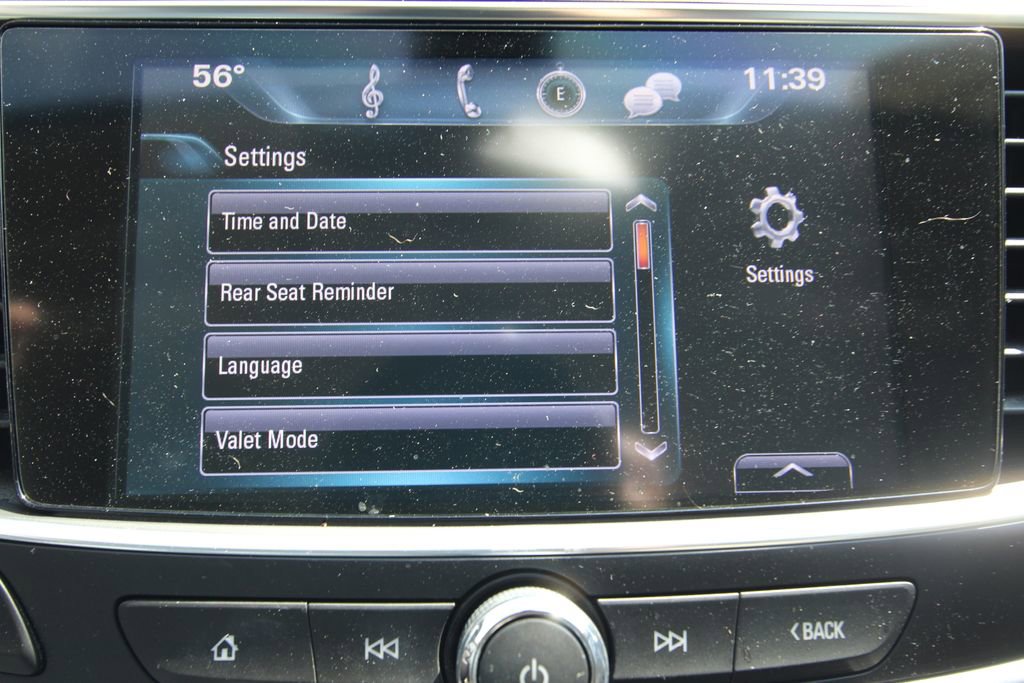 56°
E
11:39
Settings
Time and Date
Rear Seat Reminder
Language
Valet Mode
Settings
BACK